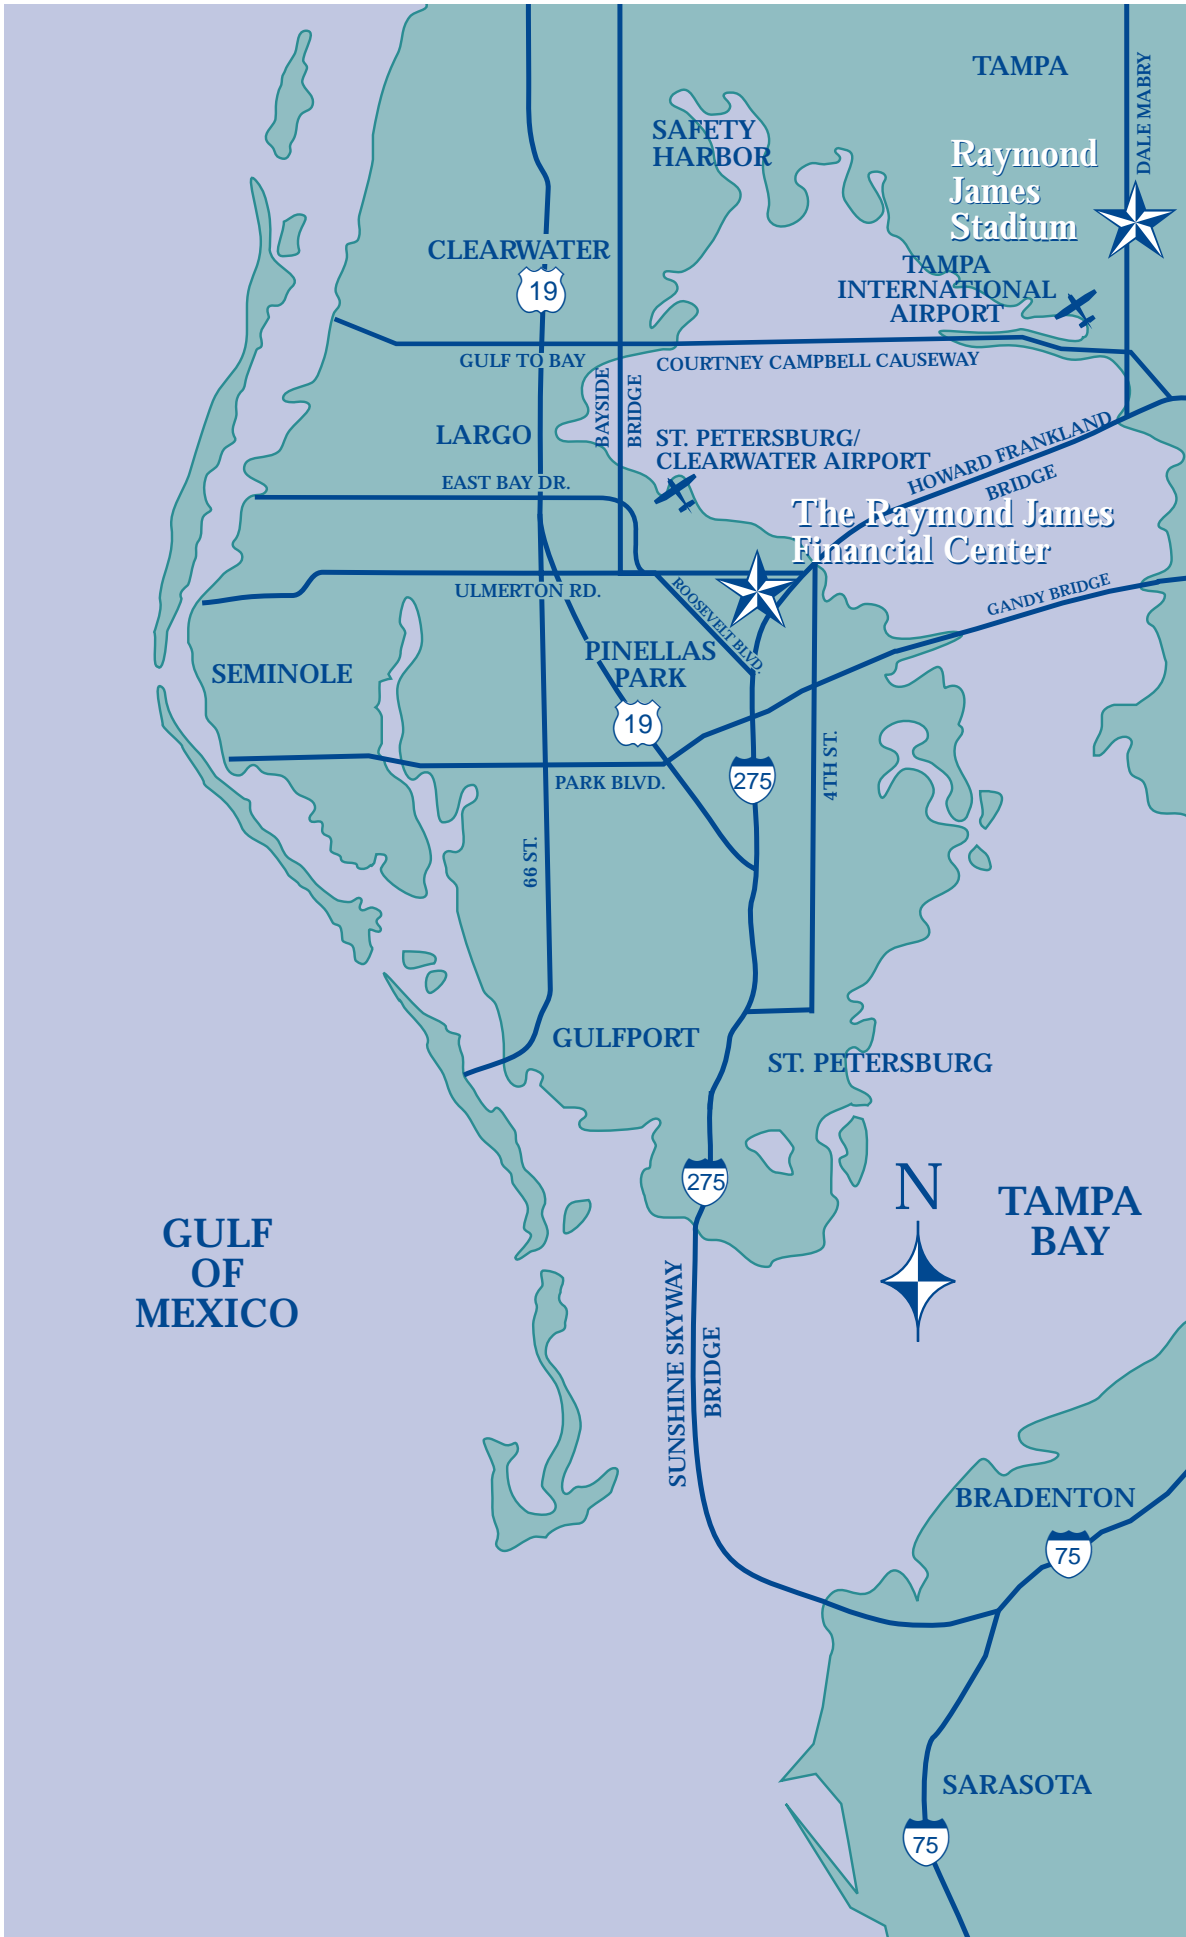 TAMPA
DALE MABRY
SAFETY
HARBOR
Raymond
James
Stadium
CLEARWATER
19
TAMPA
INTERNATIONAL
AIRPORT
GULF TO BAY
COURTNEY CAMPBELL CAUSEWAY
BAYSIDE
BRIDGE
LARGO
ST. PETERSBURG/
CLEARWATER AIRPORT
HOWARD FRANKLAND
BRIDGE
EAST BAY DR.
The Raymond James
Financial Center
ULMERTON RD.
ROOSEVELT BLVD.
GANDY BRIDGE
SEMINOLE
PINELLAS
PARK
19
275
4TH ST.
PARK BLVD.
66 ST.
GULFPORT
ST. PETERSBURG
275
N
TAMPA
BAY
GULF
OF
MEXICO
SUNSHINE SKYWAY
BRIDGE
BRADENTON
75
SARASOTA
75